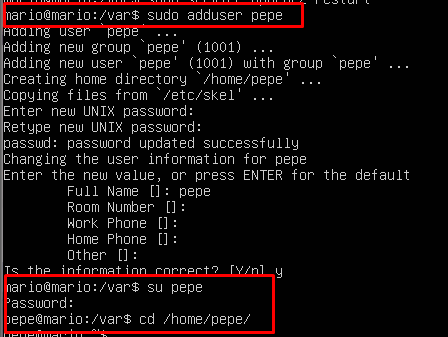 mario@mario:/var$ sudo adduser pepe
Adding user `pepe' ...
Adding new group `pepe' (1001) ...
Adding new user `pepe' (1001) with group `pepe' ...
Creating home directory `/home/pepe' ...
Copying files from `/etc/skel' ...
Enter new UNIX password:
Retype new UNIX password:
passwd: password updated successfully
Changing the user information for pepe
Enter the new value, or press ENTER for the default
Full Name []: pepe
Room Number []:
Work Phone []:
Home Phone []:
Other []:
Is the information correct? [Y/n] y
mario@mario:/var$ su pepe
Password:
pepe@mario:/var$ cd /home/pepe/
pepe@mario:~$